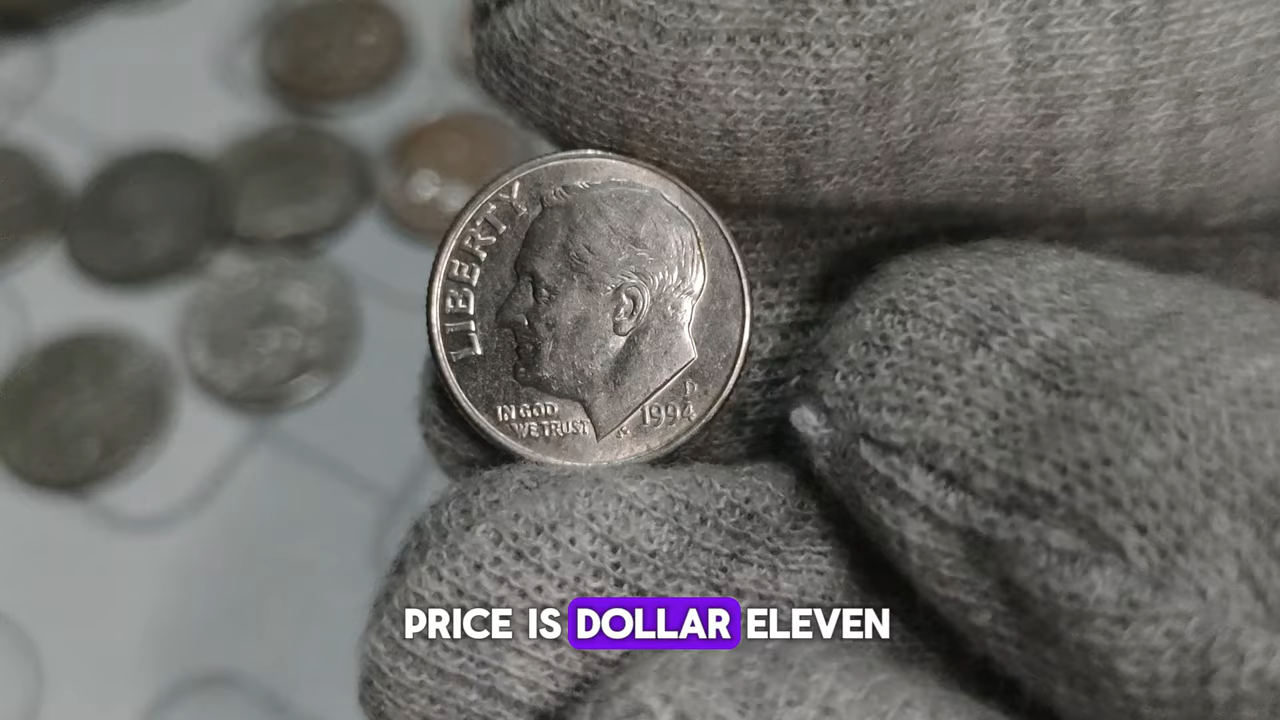 LIBERTY
IN GOD
WE TRUST
D
1994
PRICE IS DOLLAR ELEVEN